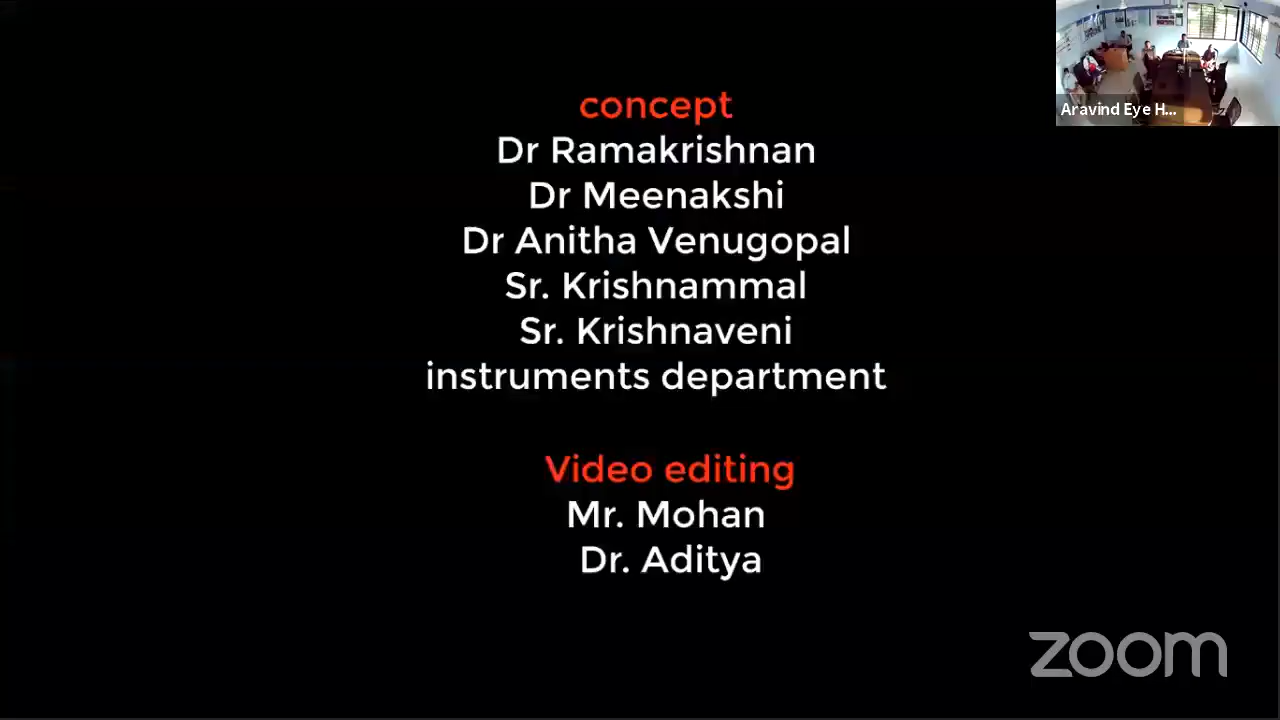 concept
Dr Ramakrishnan
Dr Meenakshi
Dr Anitha Venugopal
Sr. Krishnammal
Sr. Krishnaveni
instruments department
Video editing
Mr. Mohan
Dr. Aditya
Aravind Eye H...
zoom